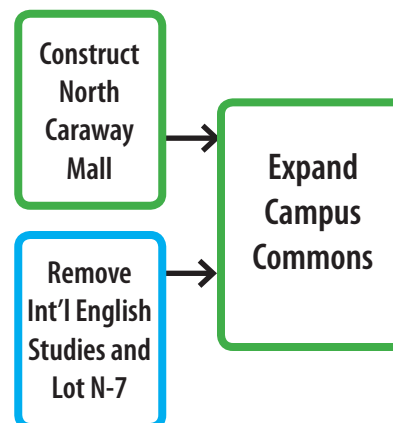 Construct
North
Caraway
Mall
Expand
Campus
Commons
Remove
Int'l English
Studies and
Lot N-7